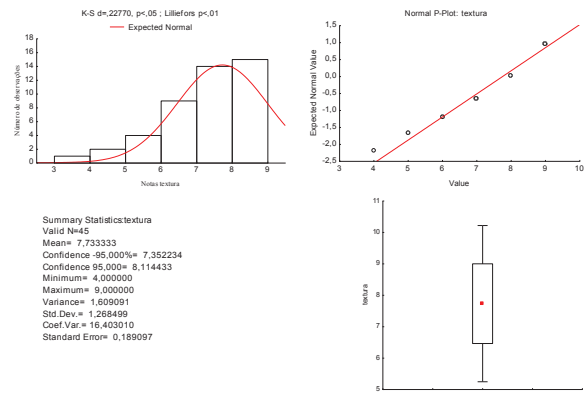 K-S d=,22770, p<,05 ; Lilliefors p<,01
Expected Normal
Número de observações
18
16
14
12
10
8
6
4
2
0
3 4 5 6 7 8 9
Notas textura
Normal P-Plot: textura
Expected Normal Value
1,5
1,0
0,5
0,0
-0,5
-1,0
-1,5
-2,0
-2,5
3 4 5 6 7 8 9 10
Value
Summary Statistics:textura
Valid N=45
Mean= 7,733333
Confidence -95,000%= 7,352234
Confidence 95,000= 8,114433
Minimum= 4,000000
Maximum= 9,000000
Variance= 1,609091
Std.Dev.= 1,268499
Coef.Var.= 16,403010
Standard Error= 0,189097
textura
11
10
9
8
7
6
5